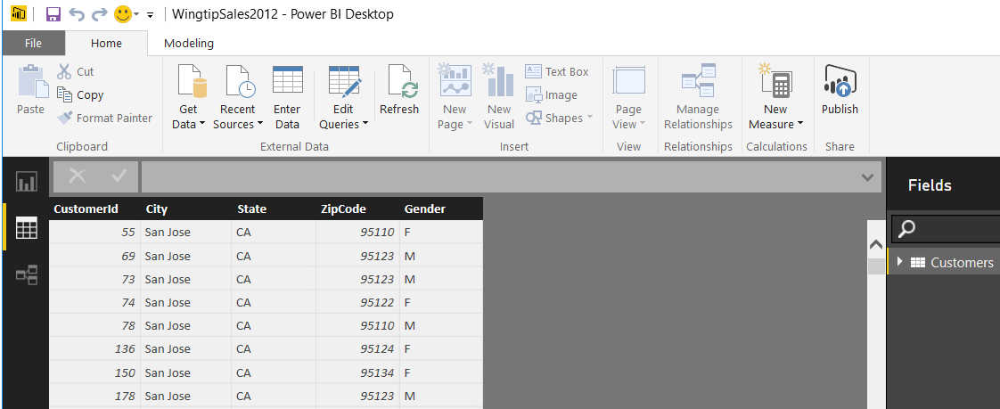 WingtipSales2012 - Power BI Desktop
File Home Modeling
Paste
Cut
Copy
Format Painter
Clipboard
Get Data
Recent Sources
Enter Data
Edit Queries
Refresh
External Data
New Page
New Visual
Text Box
Image
Shapes
Insert
Page View
View
Manage Relationships
Relationships
New Measure
Calculations
Publish
Share
Fields
Customers
CustomerId City State ZipCode Gender
55 San Jose CA 95110 F
69 San Jose CA 95123 M
73 San Jose CA 95123 M
74 San Jose CA 95122 F
78 San Jose CA 95110 M
136 San Jose CA 95124 F
150 San Jose CA 95134 F
178 San Jose CA 95123 M